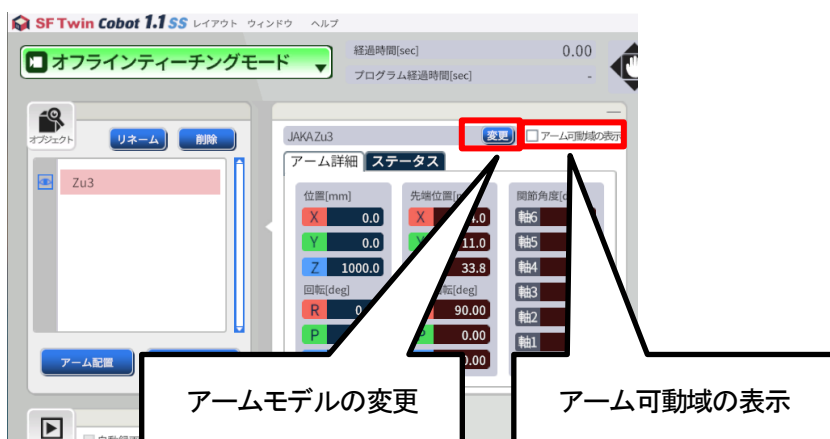 SF Twin Cobot 1.1 SS レイアウト ウィンドウ ヘルプ
オフラインティーチングモード
経過時間[sec] 0.00
プログラム経過時間[sec] -
オブジェクト
リネーム 削除
Zu3
アーム配置
JAKA Zu3 変更 アーム可動域の表示
アーム詳細 ステータス
位置[mm]
X 0.0
Y 0.0
Z 1000.0
回転[deg]
R
P
先端位置
X
11.0
33.8
[deg]
90.00
P 0.00
関節角度
軸6
軸5
軸4
軸3
軸2
軸1
アームモデルの変更
アーム可動域の表示